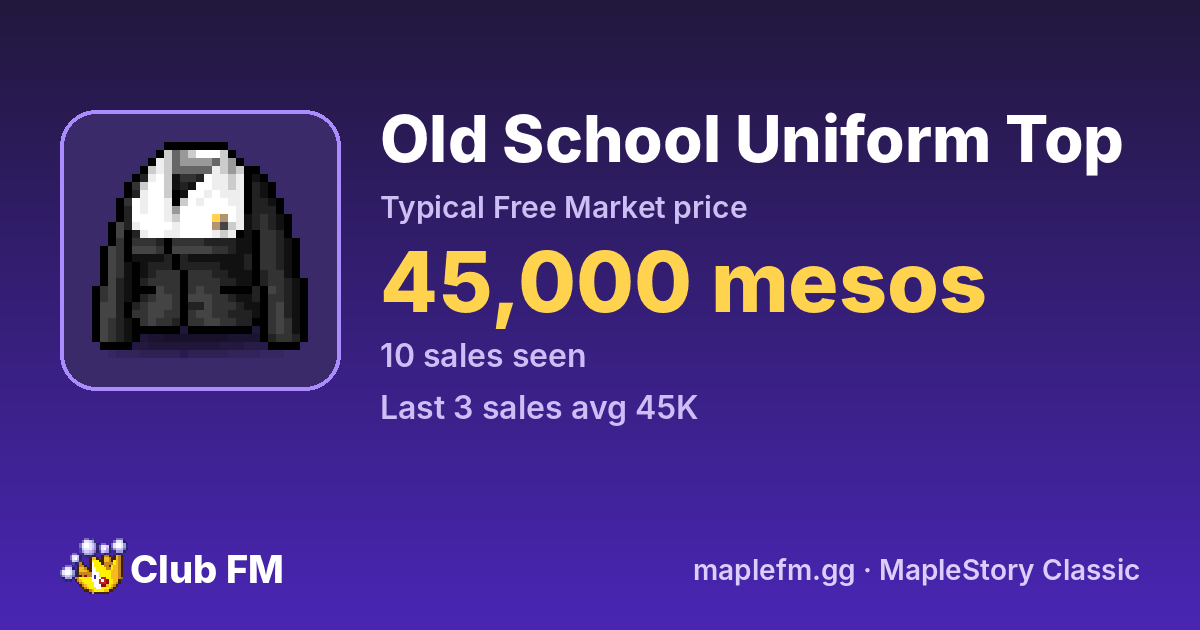 Old School Uniform Top
Typical Free Market price
45,000 mesos
10 sales seen
Last 3 sales avg 45K
Club FM
maplefm.gg · MapleStory Classic